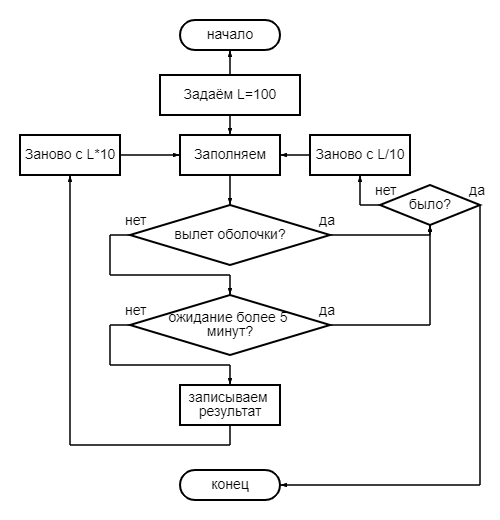 начало
Задаём L=100
Заново с L*10
Заполняем
Заново с L/10
нет
да
было?
нет
да
вылет оболочки?
нет
да
ожидание более 5
минут?
записываем
результат
конец